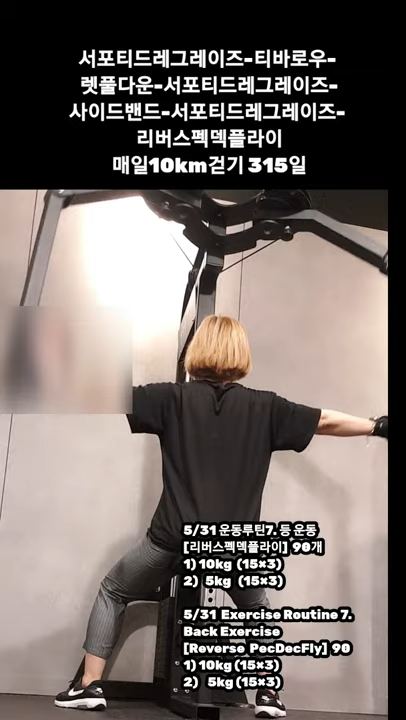 서포티드레그레이즈-티바로우-
렛풀다운-서포티드레그레이즈-
사이드밴드-서포티드레그레이즈-
리버스펙덱플라이
매일10km걷기 315일
5/31 운동루틴7. 등 운동
[리버스펙덱플라이] 90개
1) 10kg (15×3)
2) 5kg (15×3)
5/31 Exercise Routine 7.
Back Exercise
[Reverse PecDecFly] 90
1) 10kg (15×3)
2) 5kg (15×3)